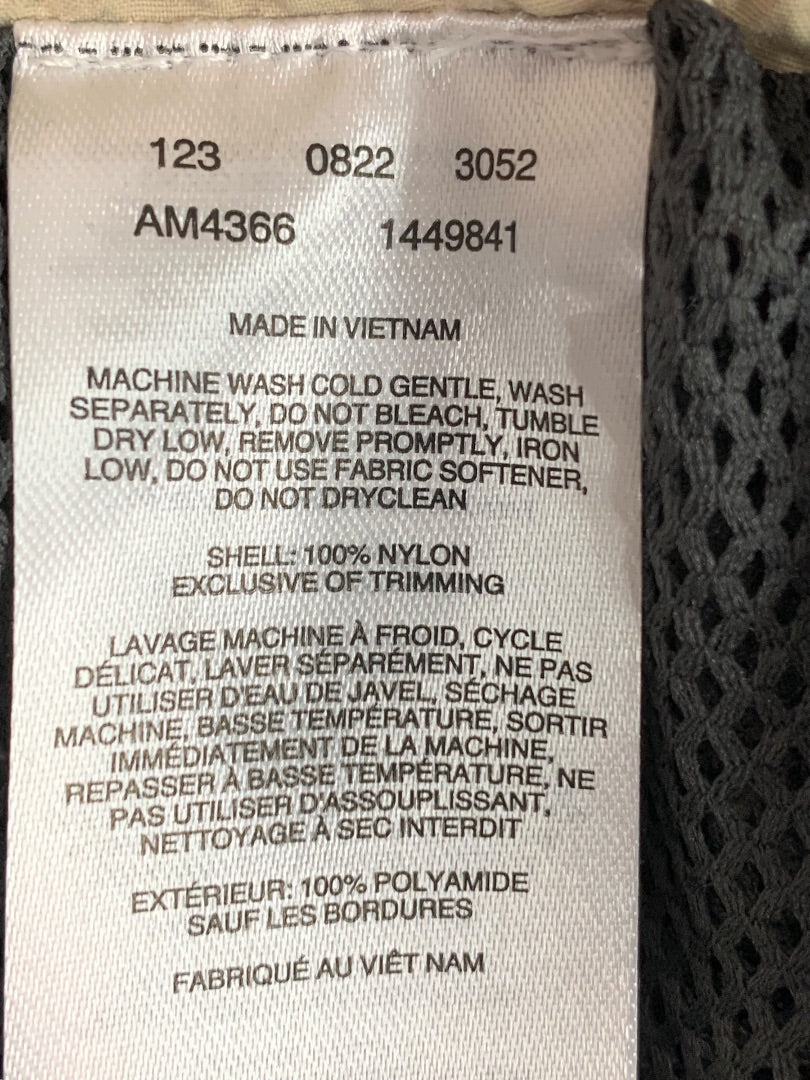 123 0822 3052
AM4366 1449841
MADE IN VIETNAM
MACHINE WASH COLD GENTLE, WASH
SEPARATELY, DO NOT BLEACH, TUMBLE
DRY LOW, REMOVE PROMPTLY, IRON
LOW, DO NOT USE FABRIC SOFTENER,
DO NOT DRYCLEAN
SHELL: 100% NYLON
EXCLUSIVE OF TRIMMING
LAVAGE MACHINE À FROID, CYCLE
DÉLICAT, LAVER SÉPARÉMENT, NE PAS
UTILISER D'EAU DE JAVEL, SÉCHAGE
MACHINE, BASSE TEMPÉRATURE, SORTIR
IMMÉDIATEMENT DE LA MACHINE,
REPASSER À BASSE TEMPÉRATURE, NE
PAS UTILISER D'ASSOUPLISSANT,
NETTOYAGE À SEC INTERDIT
EXTÉRIEUR: 100% POLYAMIDE
SAUF LES BORDURES
FABRIQUÉ AU VIÊT NAM